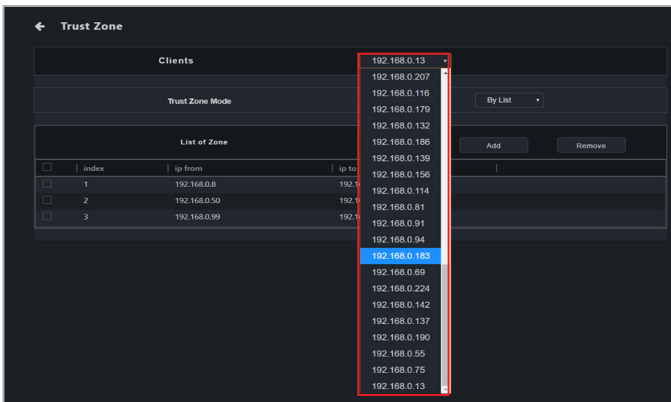 Trust Zone
Clients 192.168.0.13
Trust Zone Mode By List
List of Zone Add Remove
index ip from ip to
1 192.168.0.8 192.1
2 192.168.0.50 192.1
3 192.168.0.99 192.1
192.168.0.207
192.168.0.116
192.168.0.179
192.168.0.132
192.168.0.186
192.168.0.139
192.168.0.156
192.168.0.114
192.168.0.81
192.168.0.91
192.168.0.94
192.168.0.183
192.168.0.69
192.168.0.224
192.168.0.142
192.168.0.137
192.168.0.190
192.168.0.55
192.168.0.75
192.168.0.13